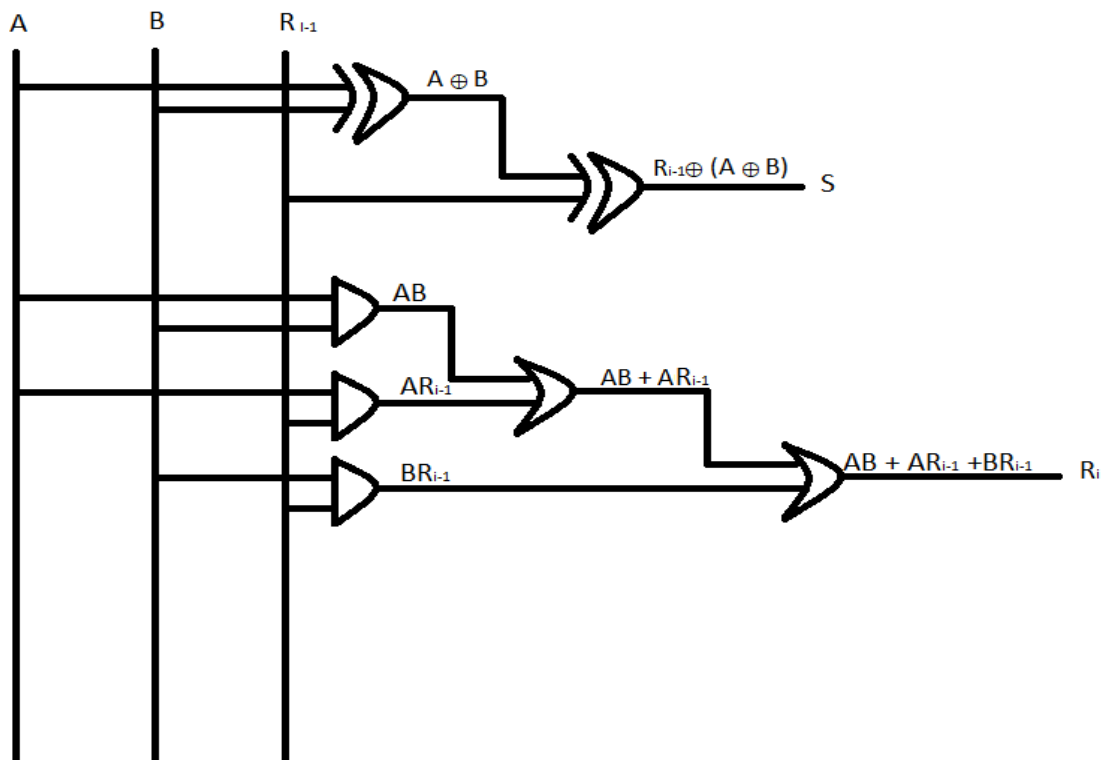 A
B
R I-1
A ⊕ B
Ri-1⊕ (A ⊕ B)
S
AB
ARi-1
AB + ARi-1
BRi-1
AB + ARi-1 +BRi-1
Ri